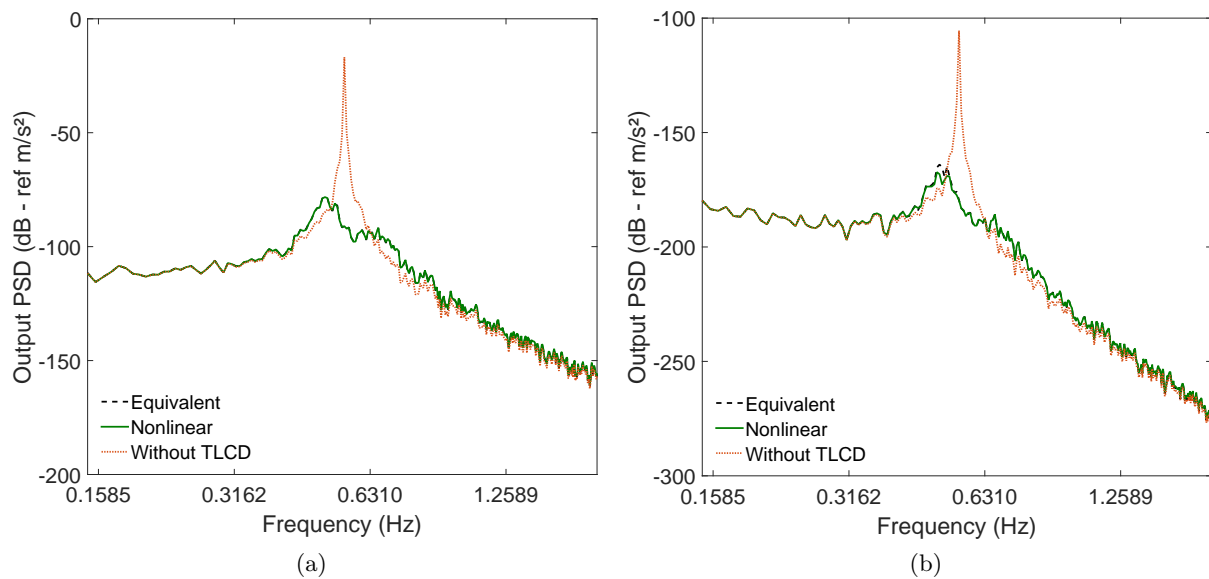 0
-50
-100
-150
-200
Output PSD (dB - ref m/s²)
Equivalent
Nonlinear
Without TLCD
0.1585 0.3162 0.6310 1.2589
Frequency (Hz)
(a)
-100
-150
-200
-250
-300
Output PSD (dB - ref m/s²)
Equivalent
Nonlinear
Without TLCD
0.1585 0.3162 0.6310 1.2589
Frequency (Hz)
(b)